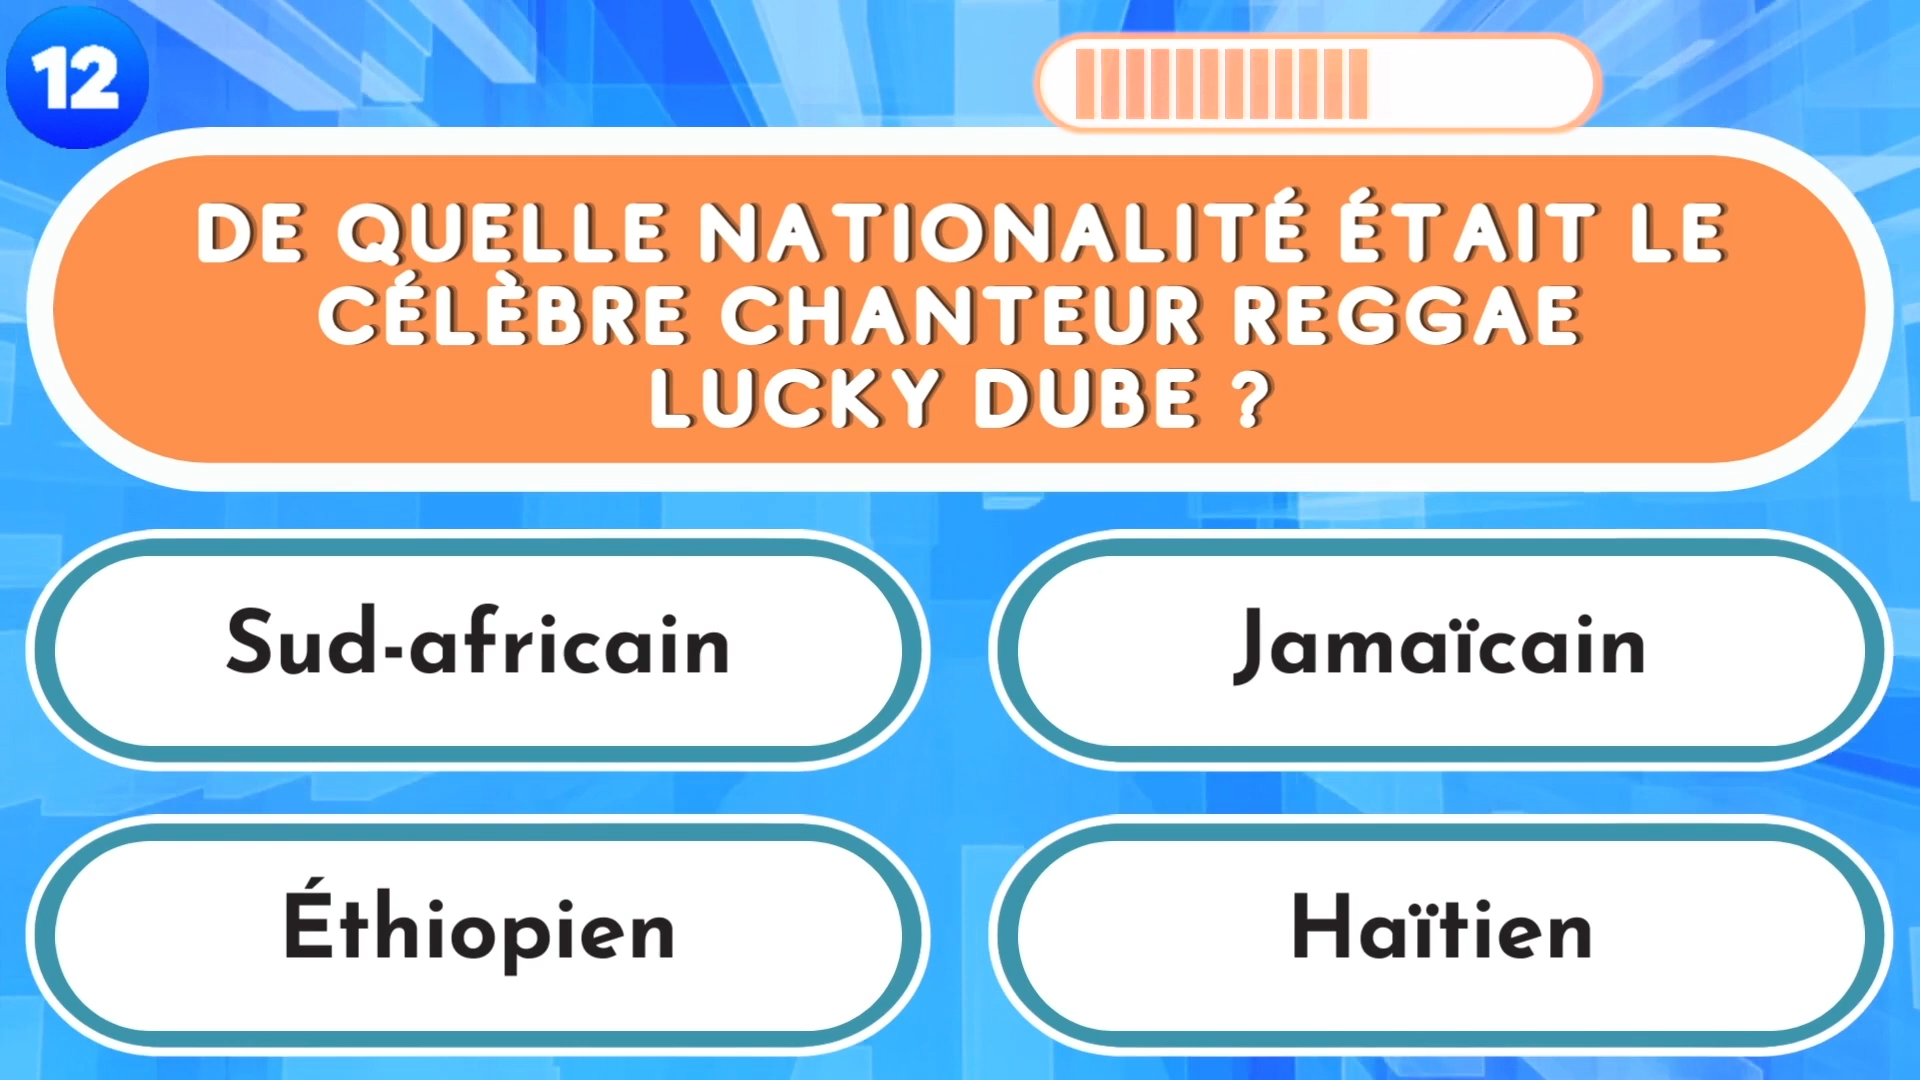 12
DE QUELLE NATIONALITÉ ÉTAIT LE
CÉLÈBRE CHANTEUR REGGAE
LUCKY DUBE ?
Sud-africain
Jamaïcain
Éthiopien
Haïtien